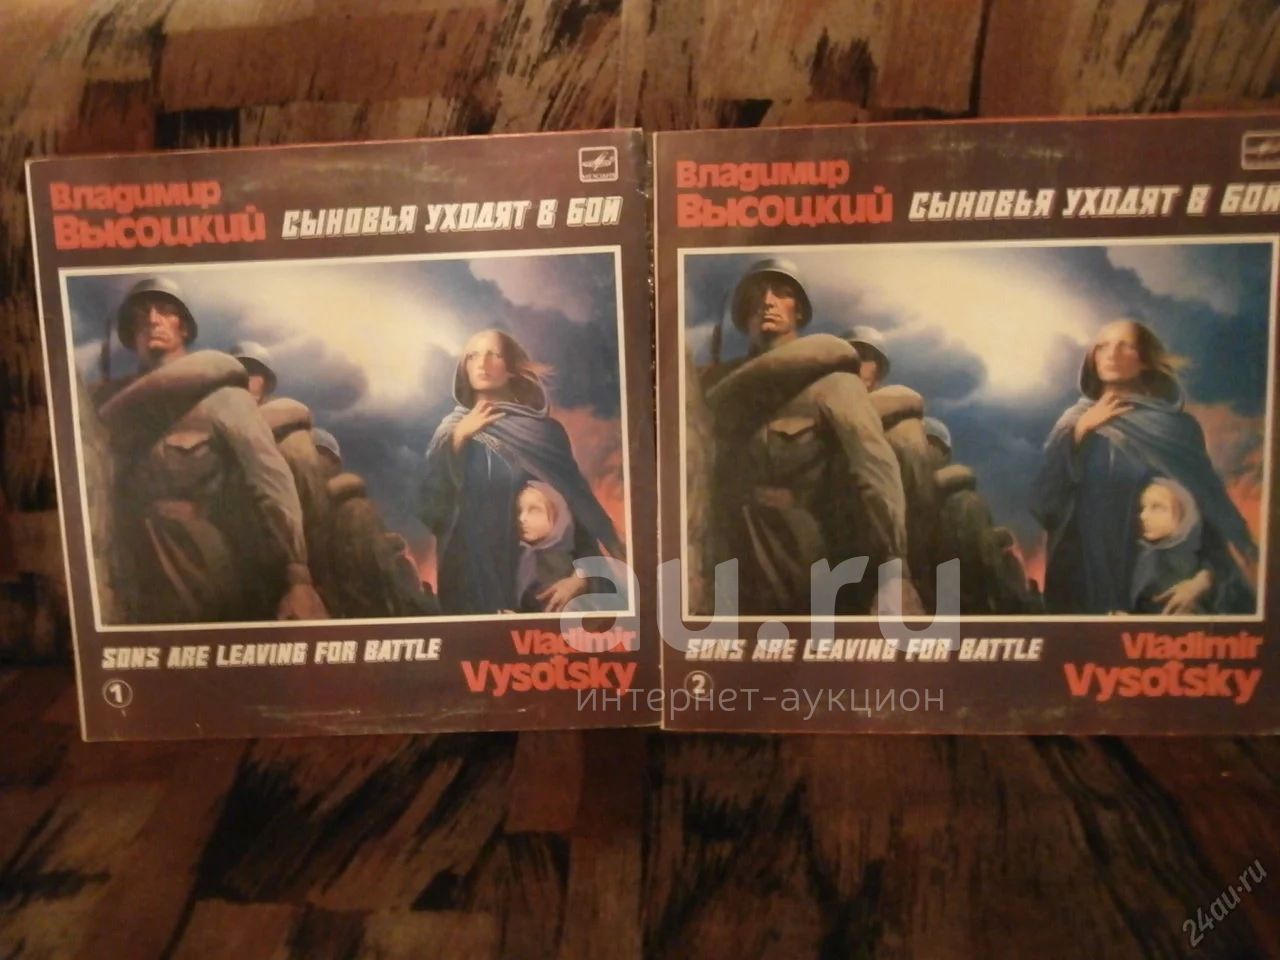 Владимир
Высоцкий
СЫНОВЬЯ УХОДЯТ В БОЙ
SONS ARE LEAVING FOR BATTLE
Vladimir
Vysotsky
1
Владимир
Высоцкий
СЫНОВЬЯ УХОДЯТ В БОЙ
SONS ARE LEAVING FOR BATTLE
Vladimir
Vysotsky
2
au.ru
интернет-аукцион
24au.ru